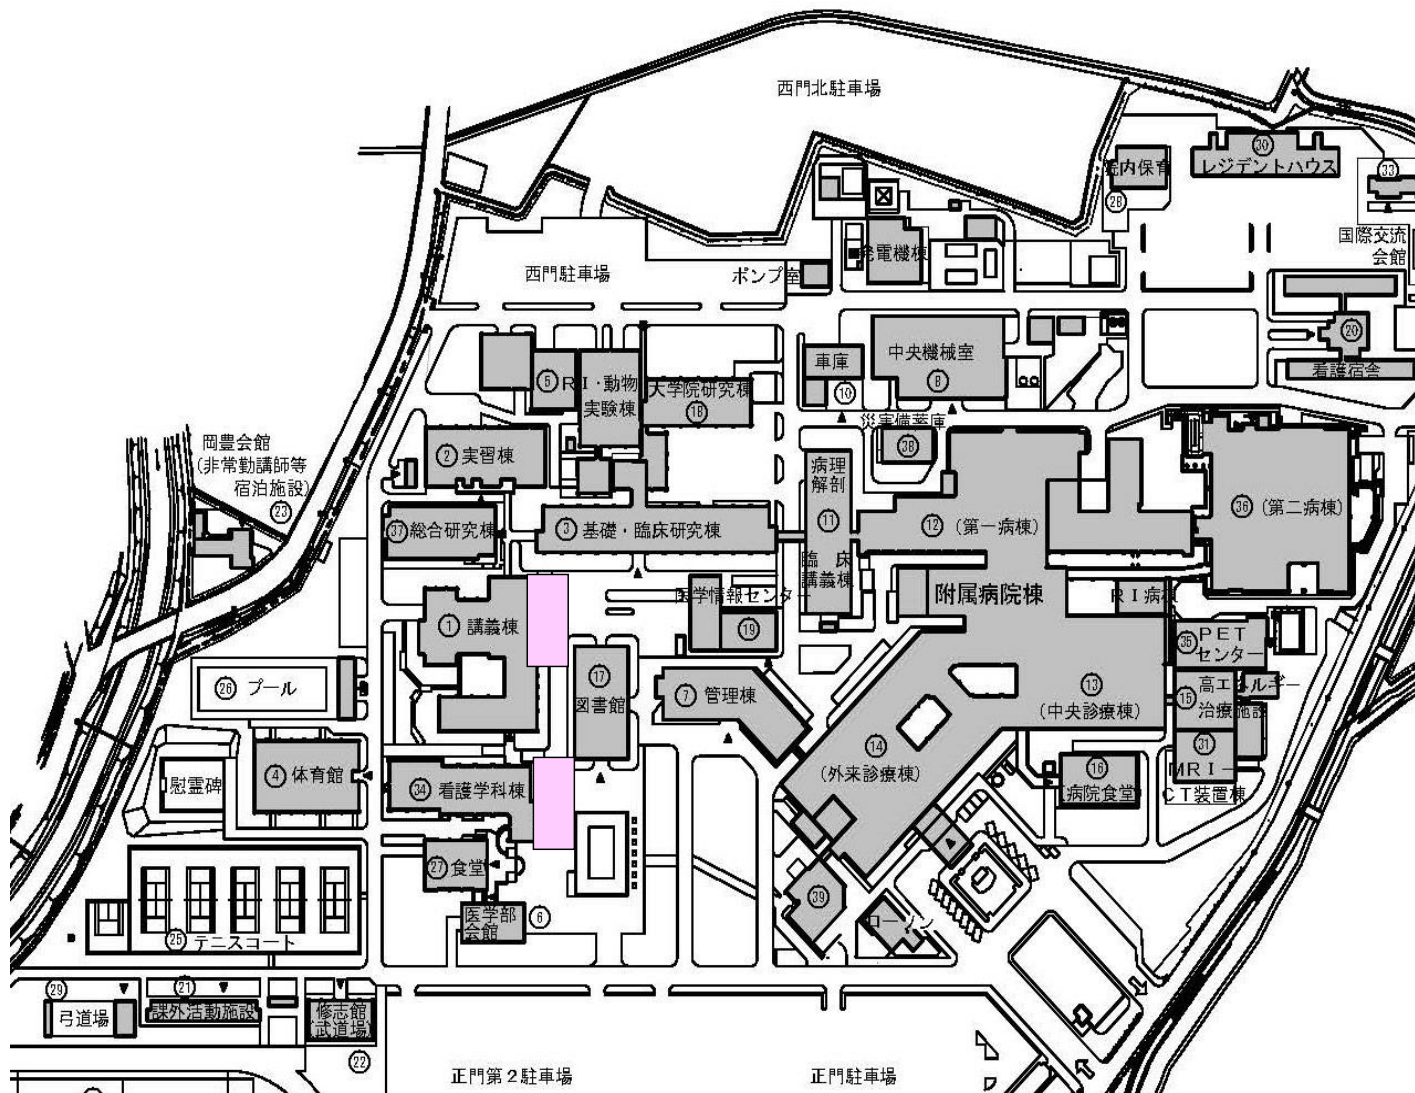 西門北駐車場
㉚
レジデントハウス
院内保育
㉘
㉝
国際交流
会館
発電機棟
ポンプ室
西門駐車場
⑳
看護宿舎
車庫
⑩
中央機械室
⑧
⑤ＲＩ・動物
実験棟
大学院研究棟
⑱
災害備蓄庫
㊳
岡豊会館
(非常勤講師等
宿泊施設)
㉓
②実習棟
病理
解剖
⑪
臨床
講義棟
㊲総合研究棟
③基礎・臨床研究棟
⑫(第一病棟)
㊱(第二病棟)
附属病院棟
ＲＩ病棟
医学情報センター
⑲
①講義棟
㉟ＰＥＴ
センター
⑮高エネルギー
治療施設
㉛
ＭＲＩ－
ＣＴ装置棟
㉖プール
⑰
図書館
⑦管理棟
⑬
(中央診療棟)
⑭
(外来診療棟)
⑯
(病院食堂)
④体育館
慰霊碑
㉞看護学科棟
㉗食堂
医学部
会館
⑥
㊴
ローソン
㉕テニスコート
㉙
弓道場
㉑
課外活動施設
修志館
(武道場)
㉒
正門第２駐車場
正門駐車場